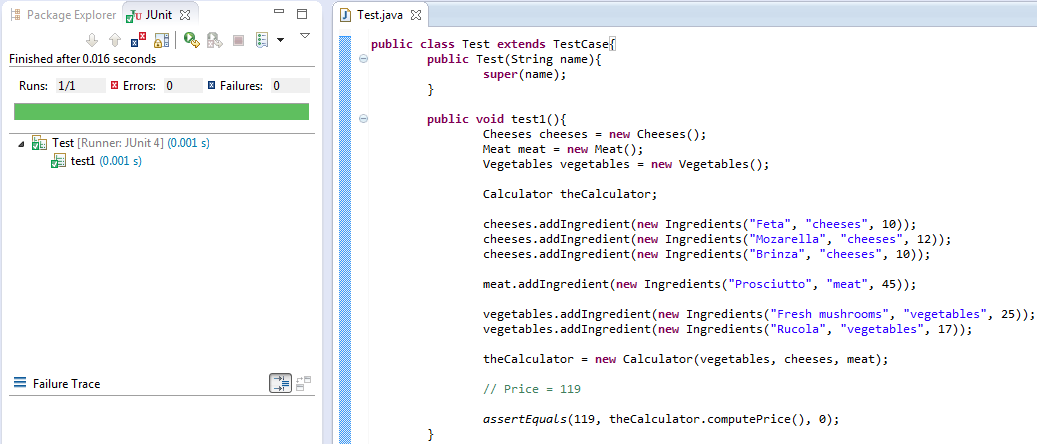 Package Explorer JUnit
Finished after 0.016 seconds
Runs: 1/1 Errors: 0 Failures: 0
Test [Runner: JUnit 4] (0.001 s)
test1 (0.001 s)
Failure Trace
Test.java
public class Test extends TestCase{
public Test(String name){
super(name);
}
public void test1(){
Cheeses cheeses = new Cheeses();
Meat meat = new Meat();
Vegetables vegetables = new Vegetables();
Calculator theCalculator;
cheeses.addIngredient(new Ingredients("Feta", "cheeses", 10));
cheeses.addIngredient(new Ingredients("Mozarella", "cheeses", 12));
cheeses.addIngredient(new Ingredients("Brinza", "cheeses", 10));
meat.addIngredient(new Ingredients("Prosciutto", "meat", 45));
vegetables.addIngredient(new Ingredients("Fresh mushrooms", "vegetables", 25));
vegetables.addIngredient(new Ingredients("Rucola", "vegetables", 17));
theCalculator = new Calculator(vegetables, cheeses, meat);
// Price = 119
assertEquals(119, theCalculator.computePrice(), 0);
}